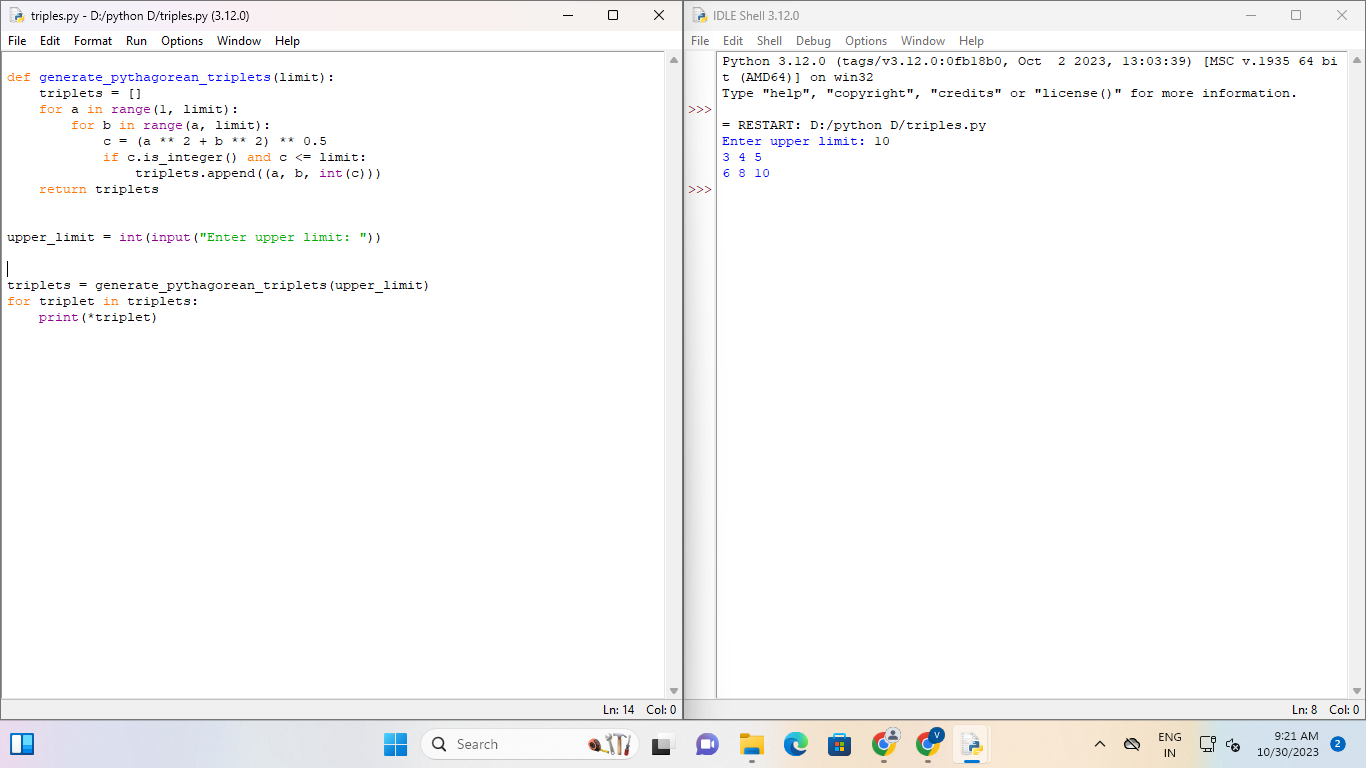 triples.py - D:/python D/triples.py (3.12.0)
File Edit Format Run Options Window Help
def generate_pythagorean_triplets(limit):
    triplets = []
    for a in range(1, limit):
        for b in range(a, limit):
            c = (a ** 2 + b ** 2) ** 0.5
            if c.is_integer() and c <= limit:
                triplets.append((a, b, int(c)))
    return triplets
upper_limit = int(input("Enter upper limit: "))
triplets = generate_pythagorean_triplets(upper_limit)
for triplet in triplets:
    print(*triplet)
Ln: 14 Col: 0
IDLE Shell 3.12.0
File Edit Shell Debug Options Window Help
Python 3.12.0 (tags/v3.12.0:0fb18b0, Oct  2 2023, 13:03:39) [MSC v.1935 64 bi
t (AMD64)] on win32
Type "help", "copyright", "credits" or "license()" for more information.
>>>
= RESTART: D:/python D/triples.py
Enter upper limit: 10
3 4 5
6 8 10
>>>
Ln: 8 Col: 0
Search
V
ENG
IN
9:21 AM
10/30/2023
2